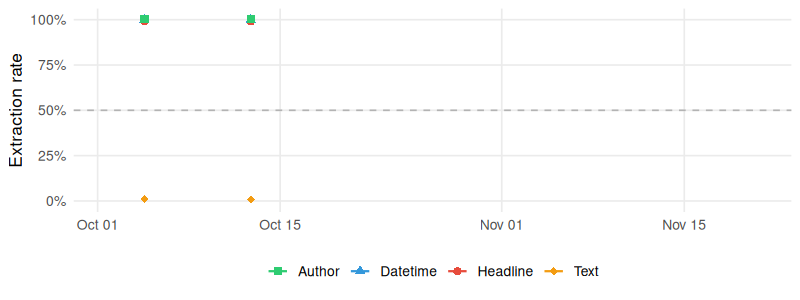 Extraction rate
100%
75%
50%
25%
0%
Oct 01 Oct 15 Nov 01 Nov 15
Author Datetime Headline Text